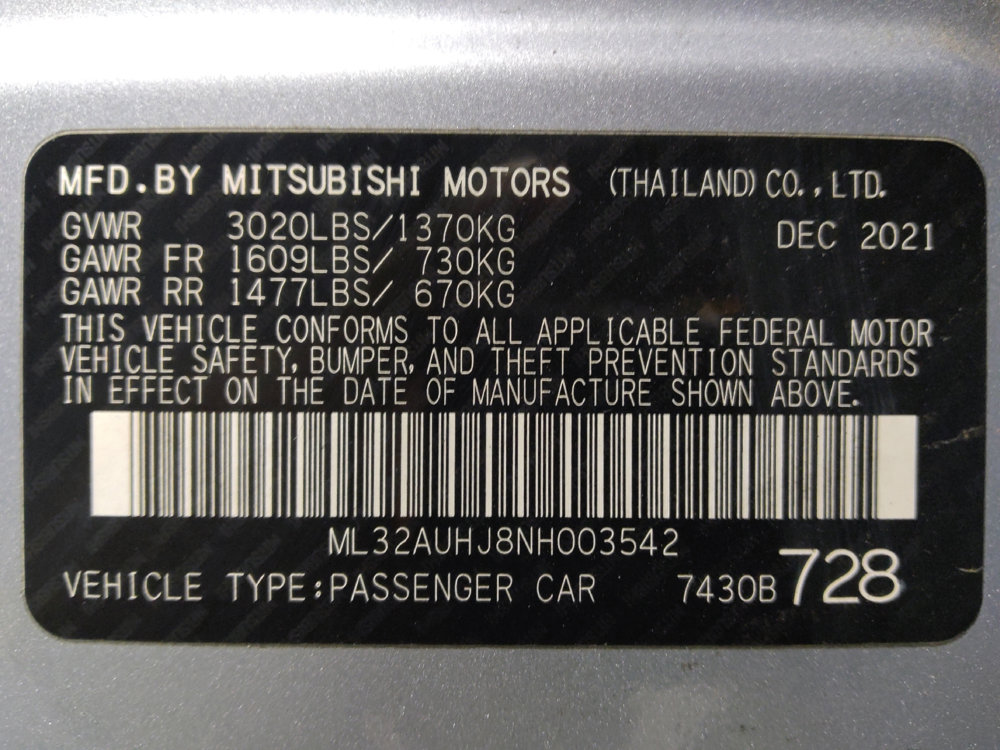 MFD.BY MITSUBISHI MOTORS (THAILAND) CO.,LTD.
GVWR 3020LBS/1370KG DEC 2021
GAWR FR 1609LBS/ 730KG
GAWR RR 1477LBS/ 670KG
THIS VEHICLE CONFORMS TO ALL APPLICABLE FEDERAL MOTOR
VEHICLE SAFETY, BUMPER, AND THEFT PREVENTION STANDARDS
IN EFFECT ON THE DATE OF MANUFACTURE SHOWN ABOVE.
ML32AUHJ8NH003542
VEHICLE TYPE:PASSENGER CAR 7430B 728